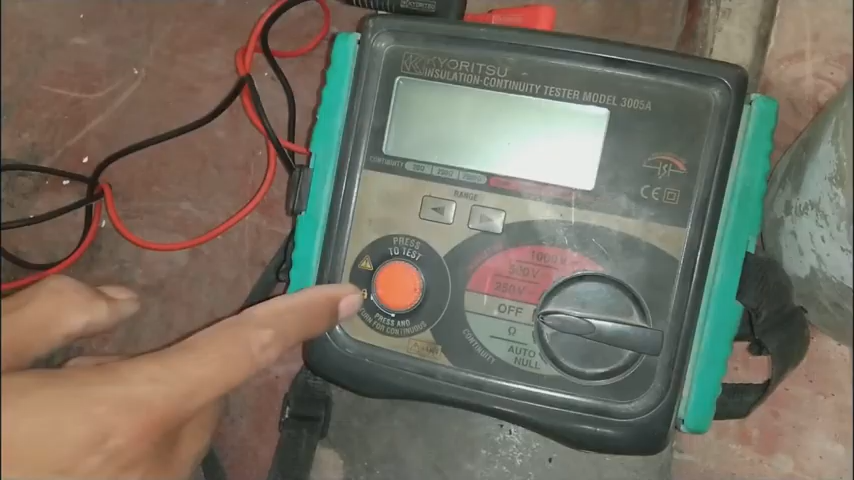 KYORITSU
INSULATION-CONTINUITY TESTER MODEL 3005A
CONTINUITY
RANGE
CE
PRESS
TO TEST
PRESS AND
TURN FOR CONTINUOUS
1000V
500V
250V
OFF
Ω
CONTINUITY
AUTO
NULL